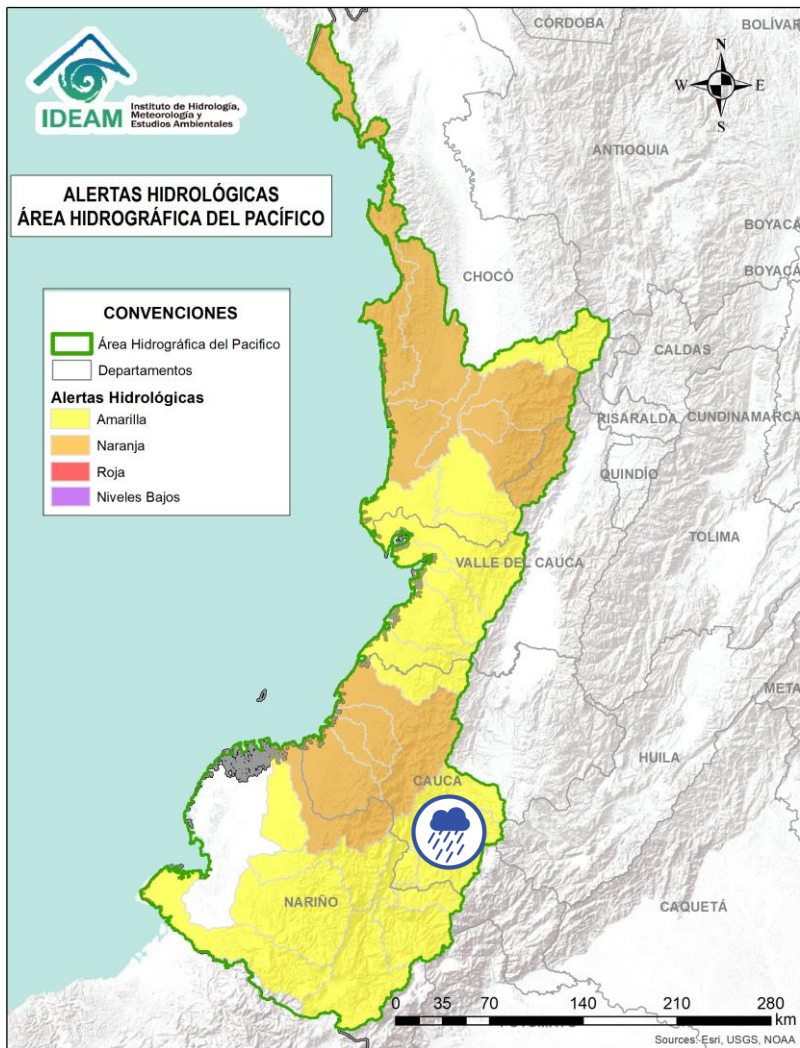 CÓRDOBA
BOLÍVAR
IDEAM
Instituto de Hidrología,
Meteorología y
Estudios Ambientales
N
W
E
S
ANTIOQUIA
ALERTAS HIDROLÓGICAS
ÁREA HIDROGRÁFICA DEL PACÍFICO
BOYACÁ
CHOCÓ
BOYACÁ
CONVENCIONES
Área Hidrográfica del Pacifico
Departamentos
Alertas Hidrológicas
Amarilla
Naranja
Roja
Niveles Bajos
CALDAS
RISARALDA
CUNDINAMARCA
QUINDÍO
TOLIMA
VALLE DEL CAUCA
META
HUILA
CAUCA
NARIÑO
CAQUETÁ
0 35 70 140 210 280
km
Sources: Esri, USGS, NOAA